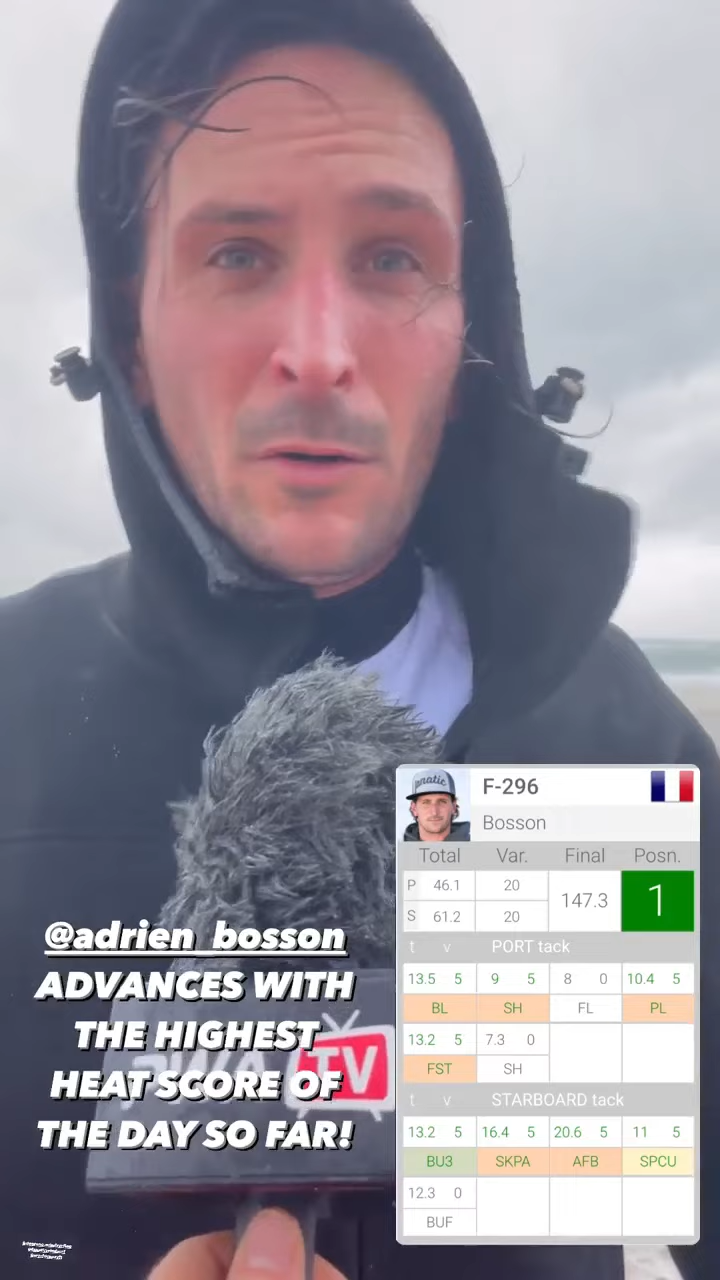 fanatic
F-296
Bosson
Total Var. Final Posn.
P 46.1 20 147.3 1
S 61.2 20
t v PORT tack
13.5 5 9 5 8 0 10.4 5
BL SH FL PL
13.2 5 7.3 0
FST SH
t v STARBOARD tack
13.2 5 16.4 5 20.6 5 11 5
BU3 SKPA AFB SPCU
12.3 0
BUF
@adrien_bosson
ADVANCES WITH
THE HIGHEST
HEAT SCORE OF
THE DAY SO FAR!
TV